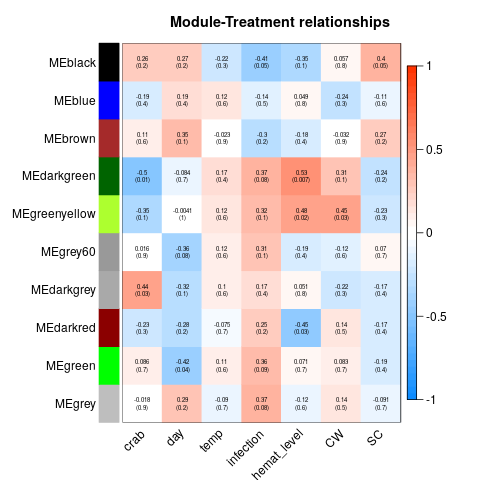 Module-Treatment relationships
MEblack 0.26 0.27 -0.22 -0.41 -0.35 0.057 0.4
(0.2) (0.2) (0.3) (0.05) (0.1) (0.8) (0.05)
MEblue -0.19 0.19 0.12 -0.14 0.049 -0.24 -0.11
(0.4) (0.4) (0.6) (0.5) (0.8) (0.3) (0.6)
MEbrown 0.11 0.35 -0.023 -0.3 -0.18 -0.032 0.27
(0.6) (0.1) (0.9) (0.2) (0.4) (0.9) (0.2)
MEdarkgreen -0.5 -0.084 0.17 0.37 0.53 0.31 -0.24
(0.01) (0.7) (0.4) (0.08) (0.007) (0.1) (0.2)
MEgreenyellow -0.35 -0.0041 0.12 0.32 0.48 0.45 -0.23
(0.1) (1) (0.6) (0.1) (0.02) (0.03) (0.3)
MEgrey60 0.016 -0.36 0.12 0.31 -0.19 -0.12 0.07
(0.9) (0.08) (0.6) (0.1) (0.4) (0.6) (0.7)
MEdarkgrey 0.44 -0.32 0.1 0.17 0.051 -0.22 -0.17
(0.03) (0.1) (0.6) (0.4) (0.8) (0.3) (0.4)
MEdarkred -0.23 -0.28 -0.075 0.25 -0.45 0.14 -0.17
(0.3) (0.2) (0.7) (0.2) (0.03) (0.5) (0.4)
MEgreen 0.086 -0.42 0.11 0.36 0.071 0.083 -0.19
(0.7) (0.04) (0.6) (0.09) (0.7) (0.7) (0.4)
MEgrey -0.018 0.29 -0.09 0.37 -0.12 0.14 -0.091
(0.9) (0.2) (0.7) (0.08) (0.6) (0.5) (0.7)
crab day temp infection hemat_level CW SC
1
0.5
0
-0.5
-1